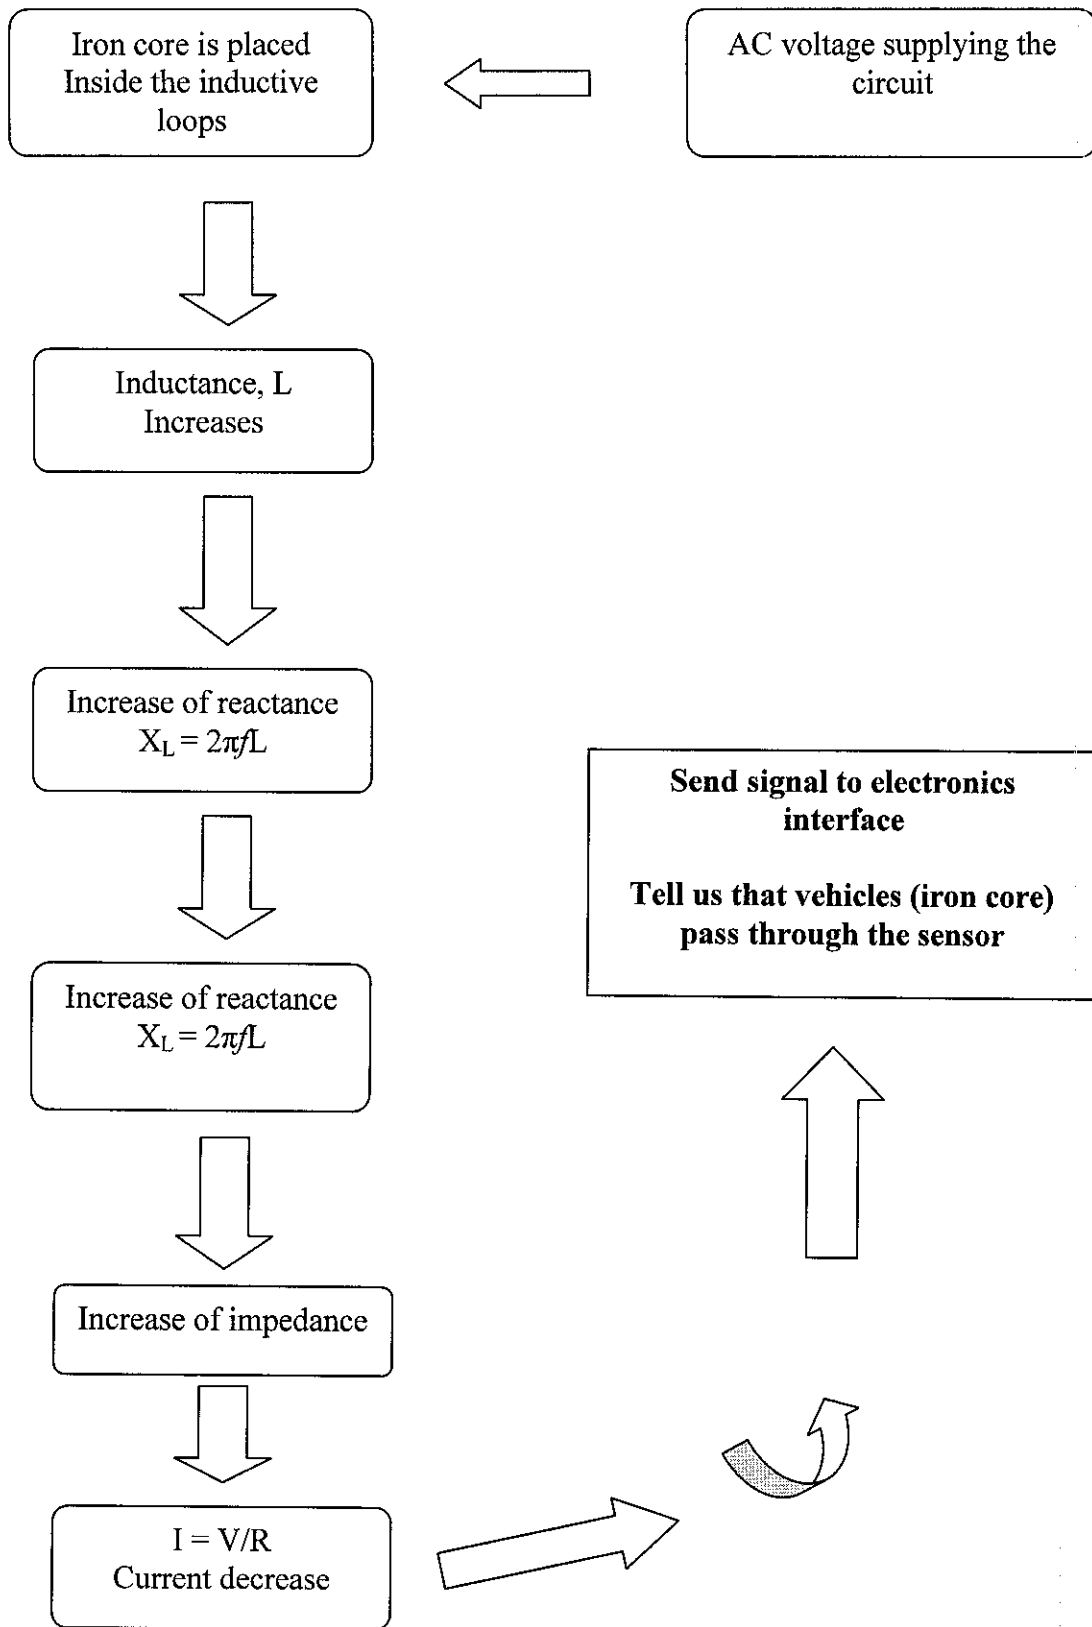 AC voltage supplying the
circuit
Iron core is placed
Inside the inductive
loops
Inductance, L
Increases
Increase of reactance
X_L = 2πfL
Increase of reactance
X_L = 2πfL
Increase of impedance
I = V/R
Current decrease
Send signal to electronics
interface
Tell us that vehicles (iron core)
pass through the sensor